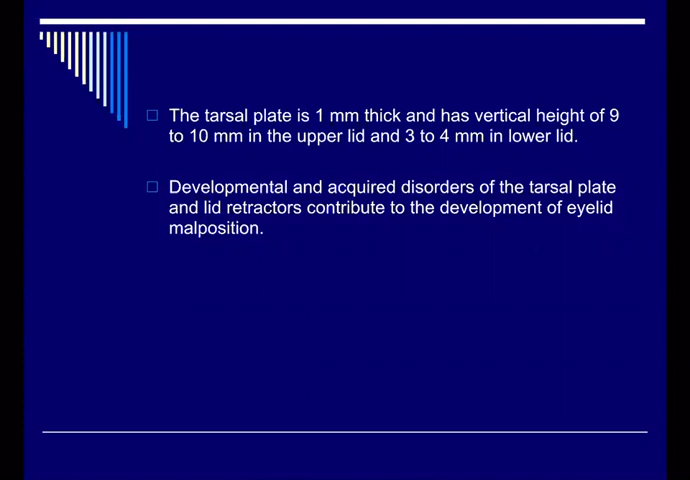 The tarsal plate is 1 mm thick and has vertical height of 9
to 10 mm in the upper lid and 3 to 4 mm in lower lid.
Developmental and acquired disorders of the tarsal plate
and lid retractors contribute to the development of eyelid
malposition.